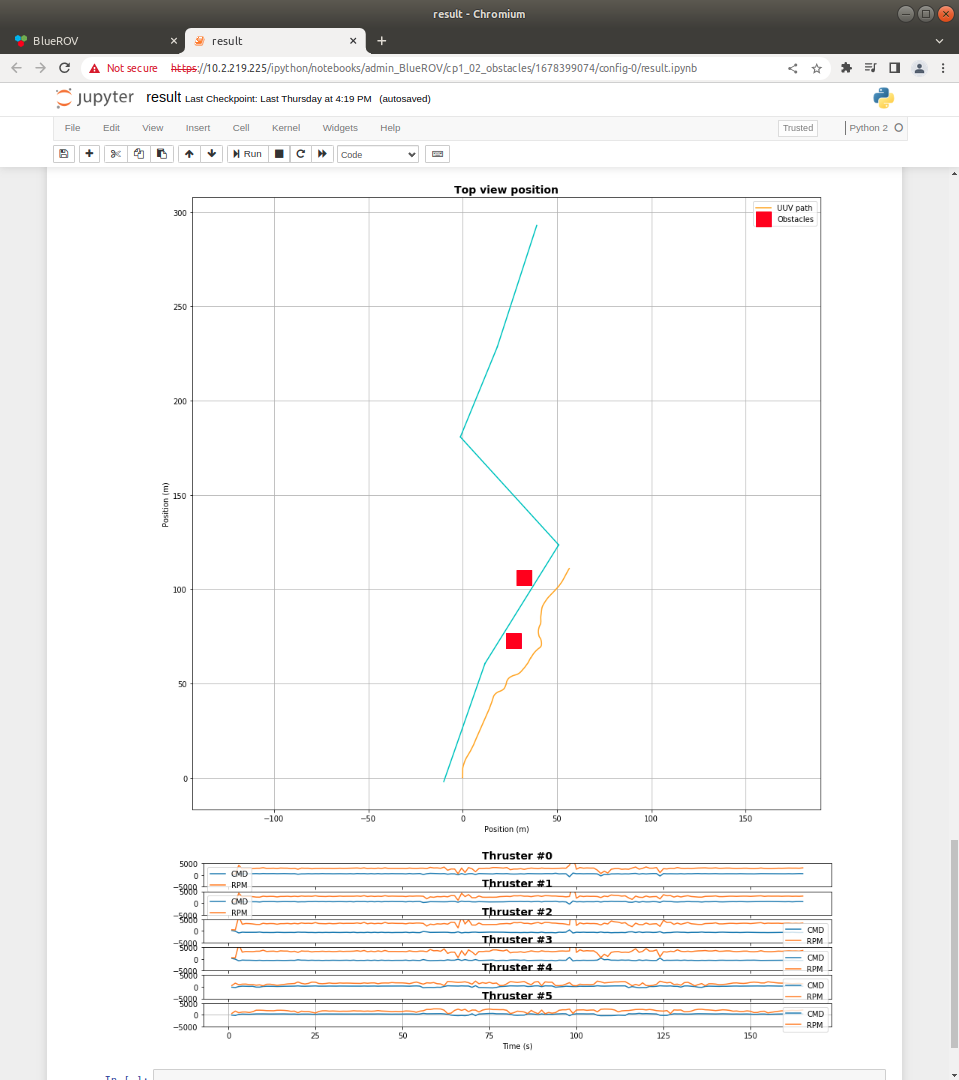 result - Chromium
BlueROV
result
Not secure https://10.2.219.225/ipython/notebooks/admin_BlueROV/cp1_02_obstacles/1678399074/config-0/result.ipynb
jupyter result Last Checkpoint: Last Thursday at 4:19 PM (autosaved)
File Edit View Insert Cell Kernel Widgets Help Trusted Python 2
Run Code
Top view position
UUV path
Obstacles
300
250
200
150
100
50
0
Position (m)
−100 −50 0 50 100 150
Position (m)
Thruster #0
5000
0
−5000
CMD
RPM
Thruster #1
5000
0
−5000
CMD
RPM
Thruster #2
5000
0
−5000
CMD
RPM
Thruster #3
5000
0
−5000
CMD
RPM
Thruster #4
5000
0
−5000
CMD
RPM
Thruster #5
5000
0
−5000
CMD
RPM
0 25 50 75 100 125 150
Time (s)
In [ ]: